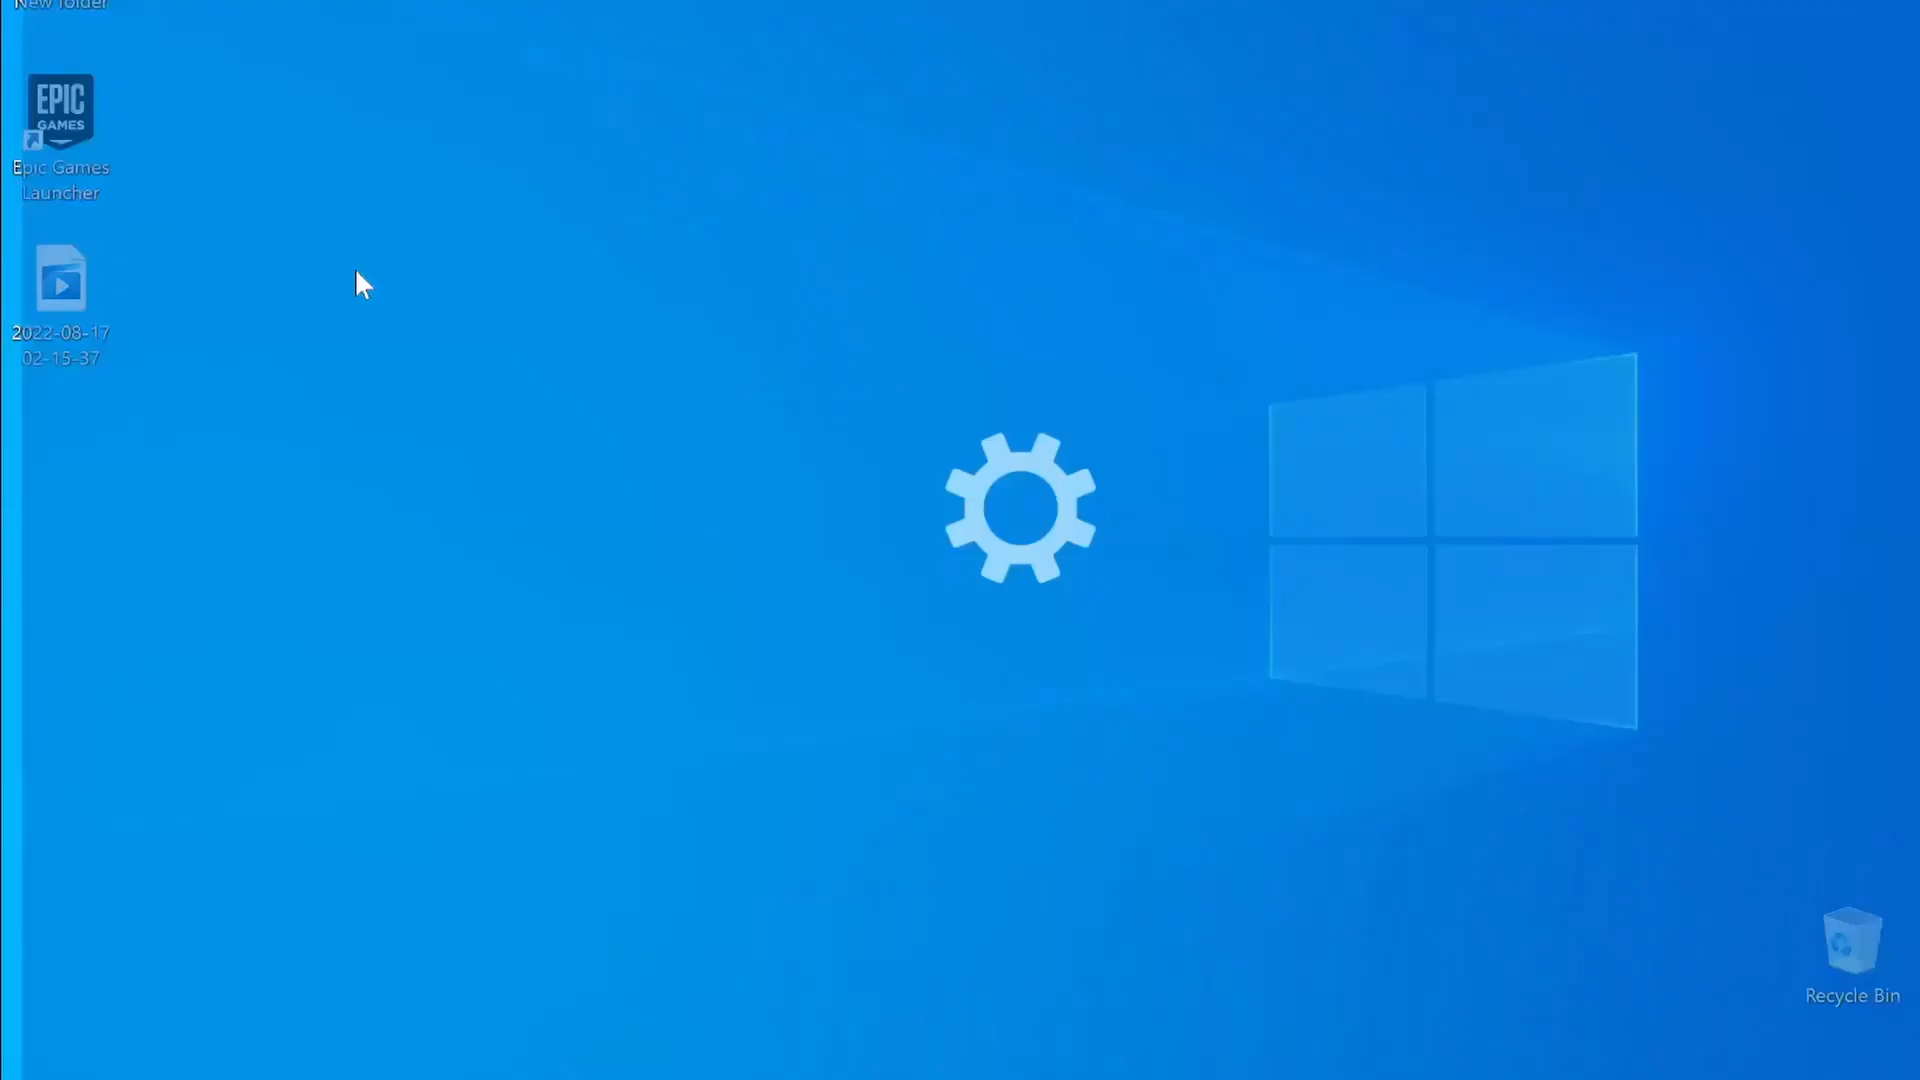 New folder
EPIC
GAMES
Epic Games
Launcher
2022-08-17
02-15-37
Recycle Bin